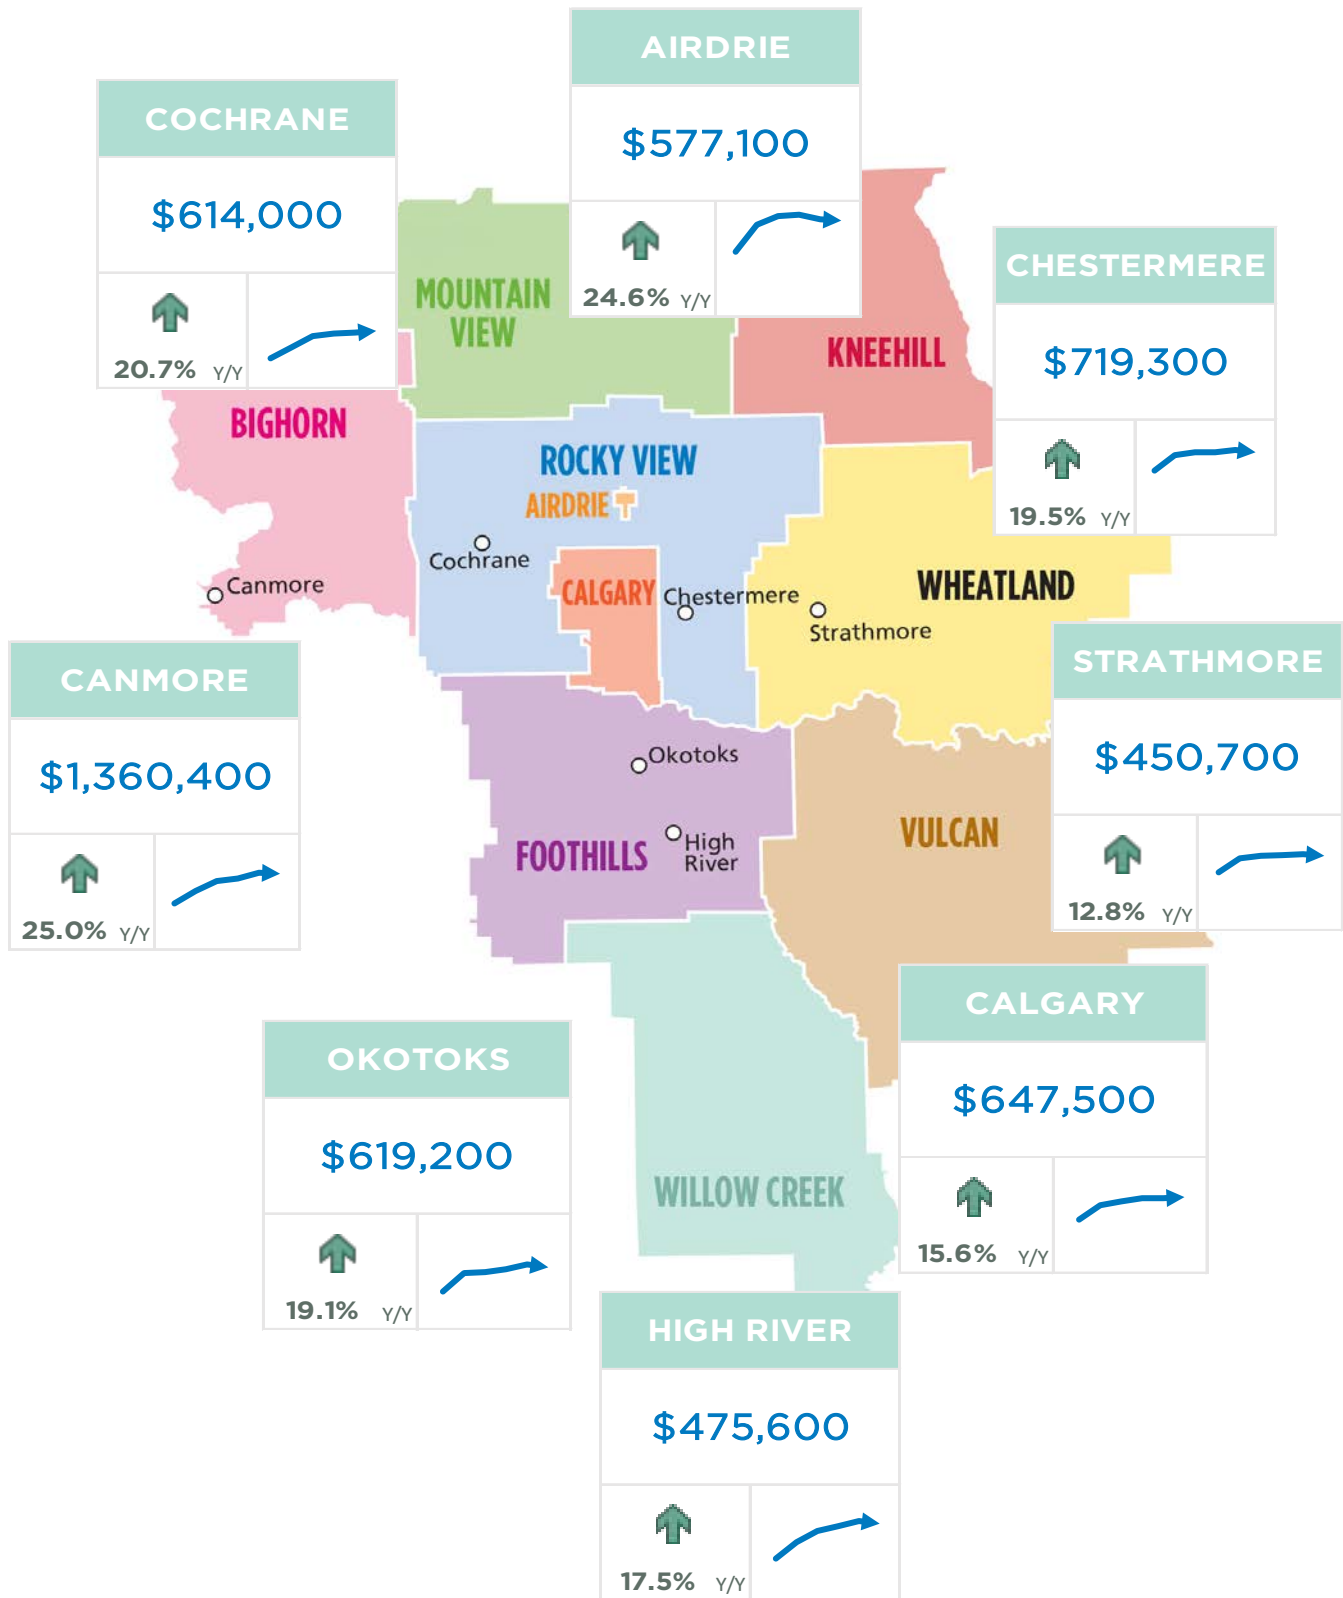 AIRDRIE
$577,100
24.6% Y/Y
COCHRANE
$614,000
20.7% Y/Y
CHESTERMERE
$719,300
19.5% Y/Y
MOUNTAIN
VIEW
KNEEHILL
BIGHORN
ROCKY VIEW
AIRDRIE
Cochrane
CALGARY
Chestermere
Canmore
WHEATLAND
Strathmore
CANMORE
$1,360,400
25.0% Y/Y
STRATHMORE
$450,700
12.8% Y/Y
Okotoks
High
River
FOOTHILLS
VULCAN
CALGARY
$647,500
15.6% Y/Y
OKOTOKS
$619,200
19.1% Y/Y
WILLOW CREEK
HIGH RIVER
$475,600
17.5% Y/Y